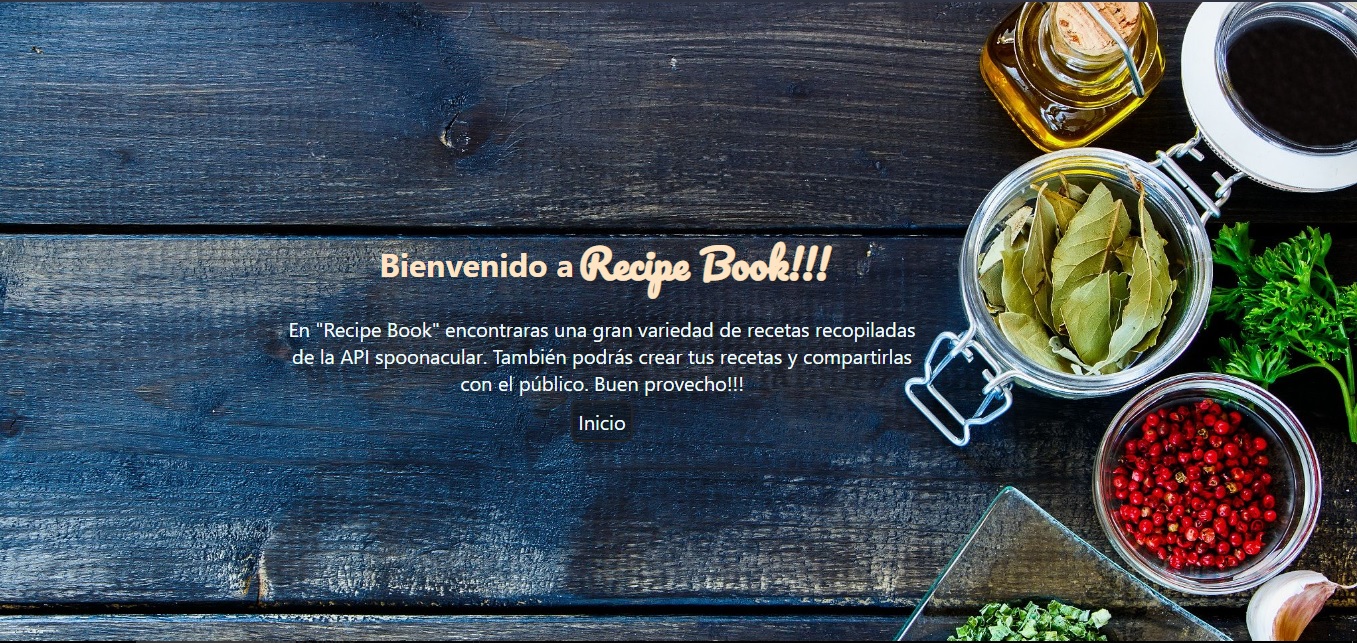 Bienvenido a Recipe Book!!!
En "Recipe Book" encontraras una gran variedad de recetas recopiladas
de la API spoonacular. También podrás crear tus recetas y compartirlas
con el público. Buen provecho!!!
Inicio